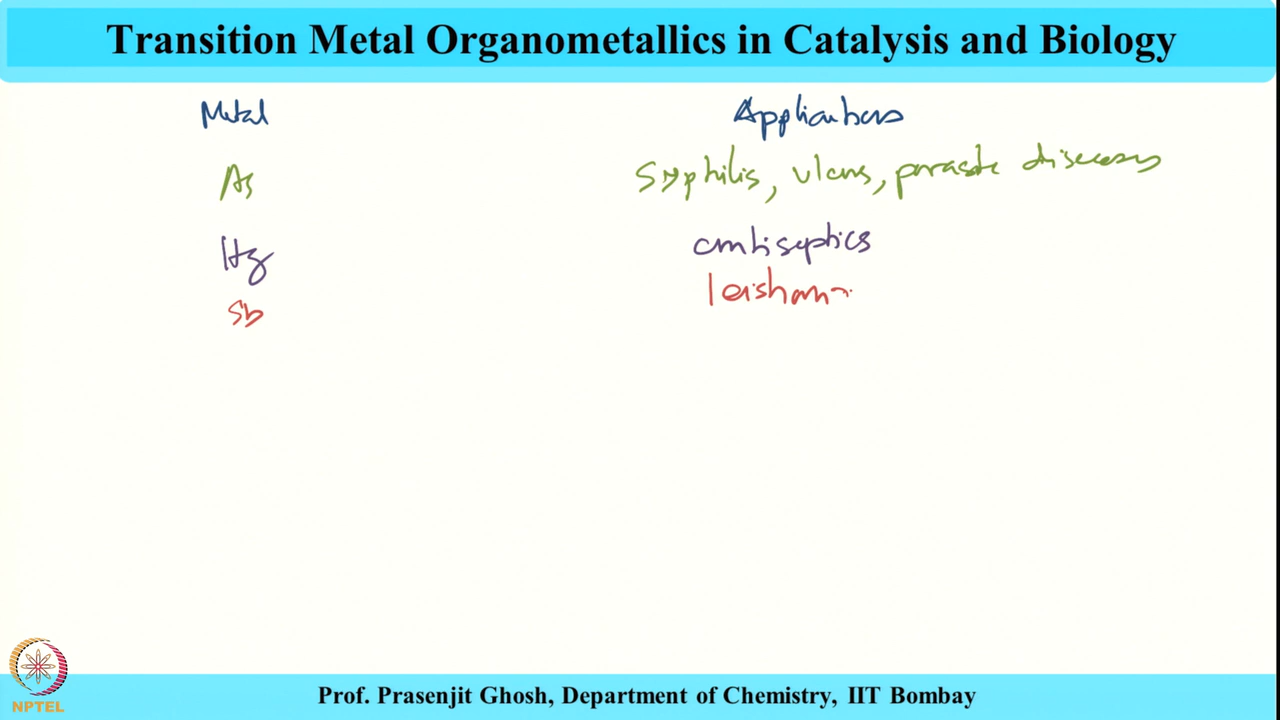 Transition Metal Organometallics in Catalysis and Biology
Metal Applications
As Syphilis, ulcers, parasite diseases
Hg antiseptics
Sb leishman
NPTEL
Prof. Prasenjit Ghosh, Department of Chemistry, IIT Bombay